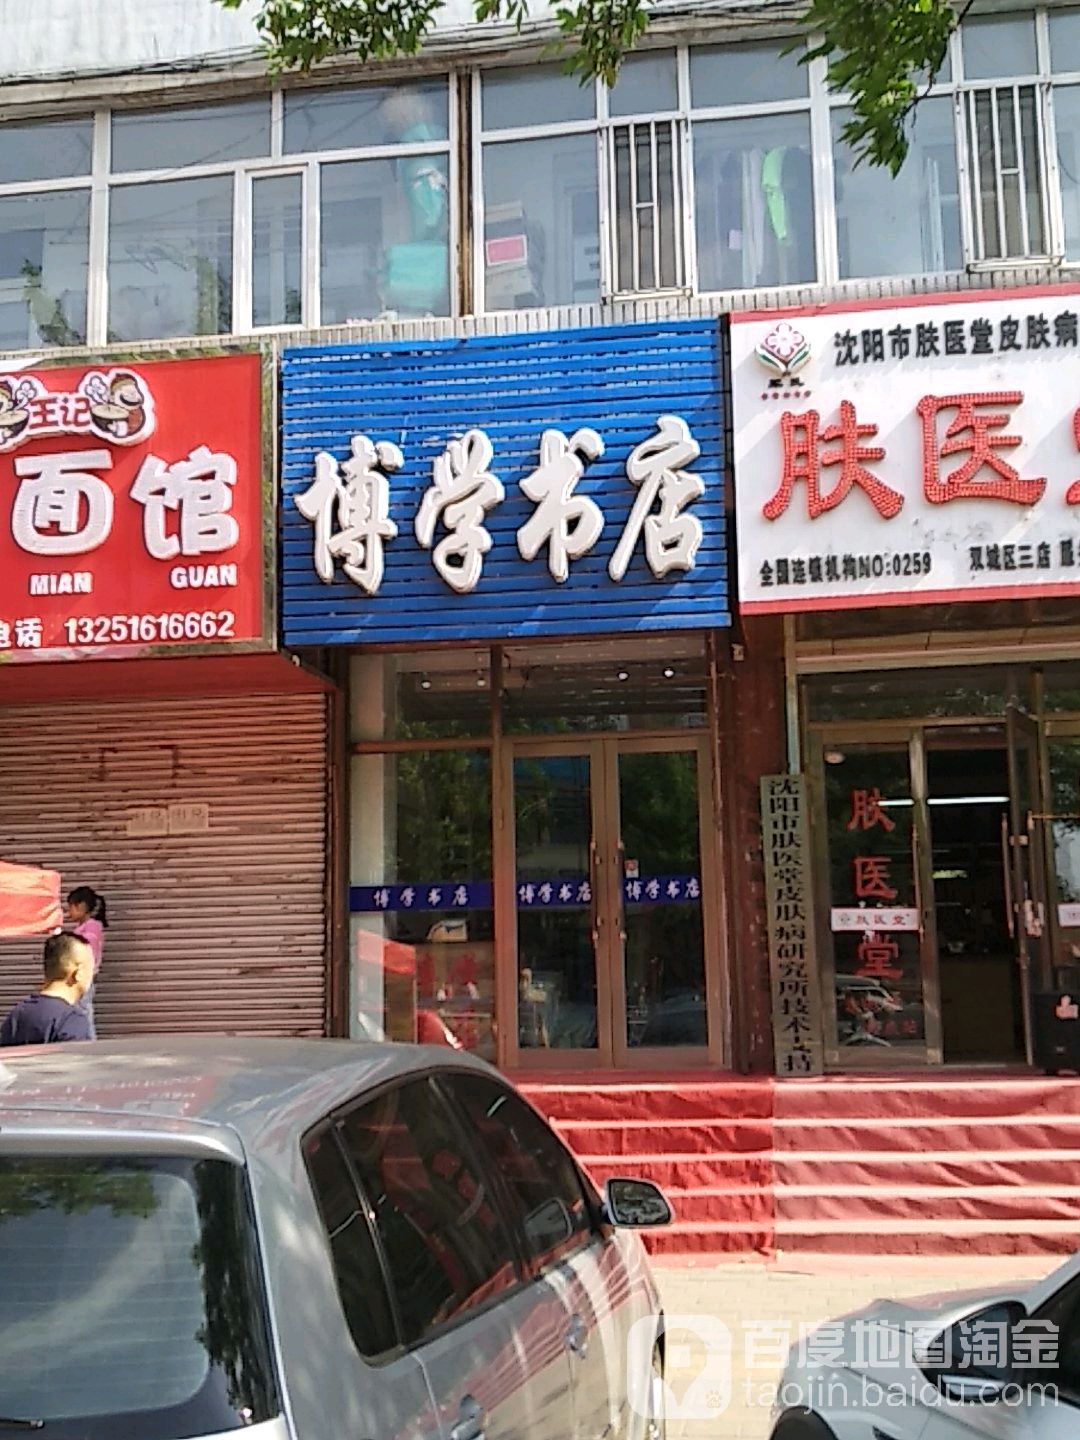 王记
面馆
MIAN GUAN
电话 13251616662
博学书店
沈阳市肤医堂皮肤病
肤医
全国连锁机构NO:0259 双城区三店
博学书店
博学书店
博学书店
沈阳市肤医堂皮肤病研究所技术支持
肤医堂
肤医堂
百度地图淘金
taojin.baidu.com